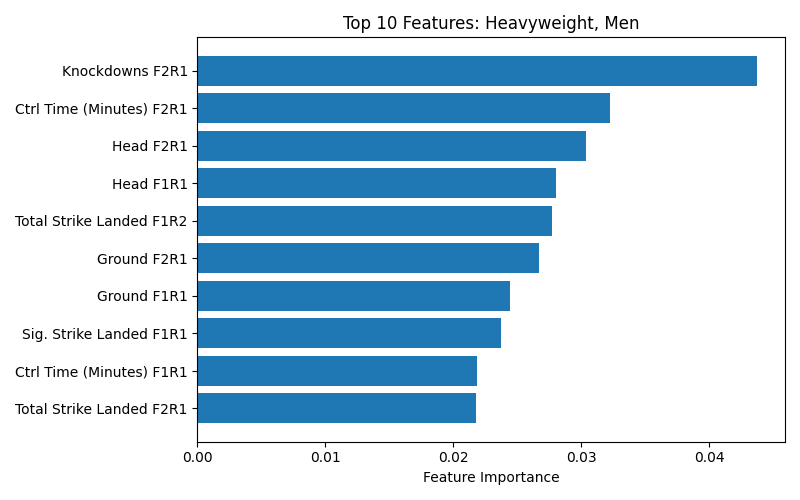 Top 10 Features: Heavyweight, Men
Knockdowns F2R1
Ctrl Time (Minutes) F2R1
Head F2R1
Head F1R1
Total Strike Landed F1R2
Ground F2R1
Ground F1R1
Sig. Strike Landed F1R1
Ctrl Time (Minutes) F1R1
Total Strike Landed F2R1
0.00 0.01 0.02 0.03 0.04
Feature Importance